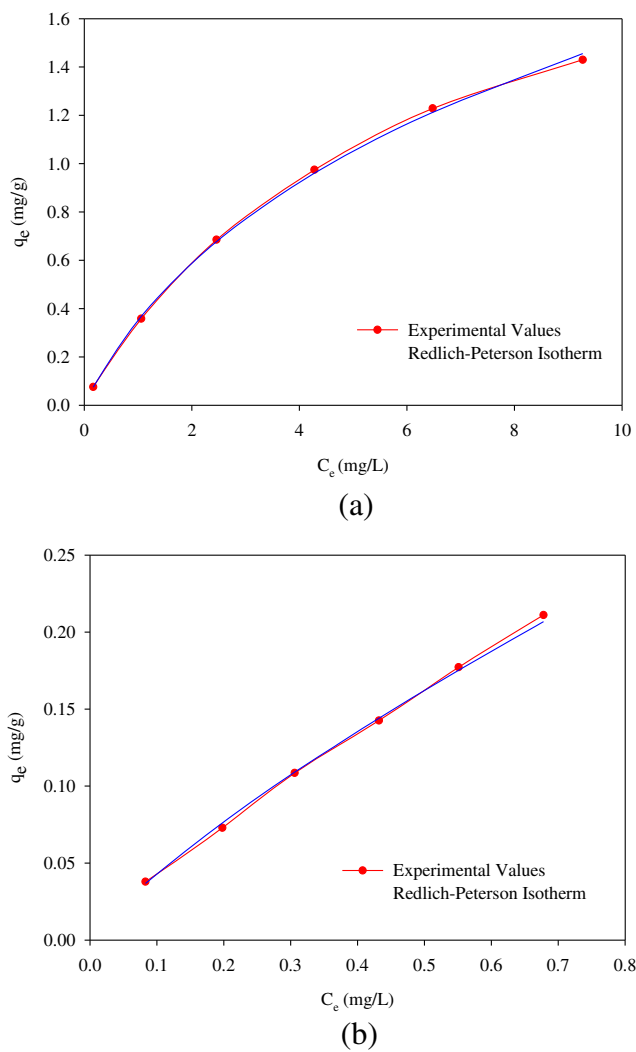 1.6
1.4
1.2
1.0
0.8
0.6
0.4
0.2
0.0
qe (mg/g)
Experimental Values
Redlich-Peterson Isotherm
0 2 4 6 8 10
Ce (mg/L)
(a)
0.25
0.20
0.15
0.10
0.05
0.00
qe (mg/g)
Experimental Values
Redlich-Peterson Isotherm
0.0 0.1 0.2 0.3 0.4 0.5 0.6 0.7 0.8
Ce (mg/L)
(b)